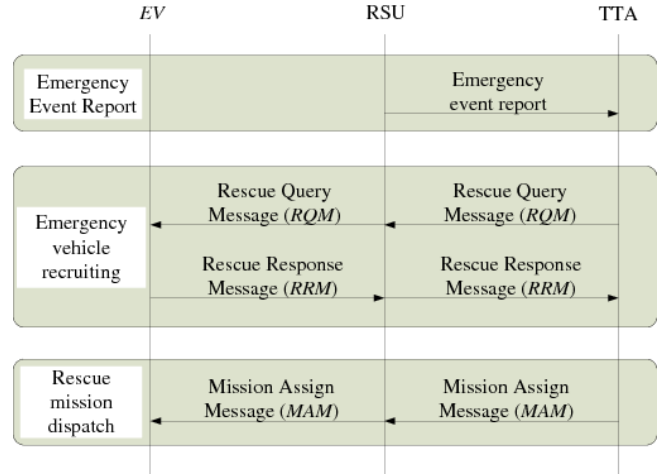 EV RSU TTA
Emergency
Event Report
Emergency
event report
Emergency
vehicle
recruiting
Rescue Query
Message (RQM)
Rescue Query
Message (RQM)
Rescue Response
Message (RRM)
Rescue Response
Message (RRM)
Rescue
mission
dispatch
Mission Assign
Message (MAM)
Mission Assign
Message (MAM)